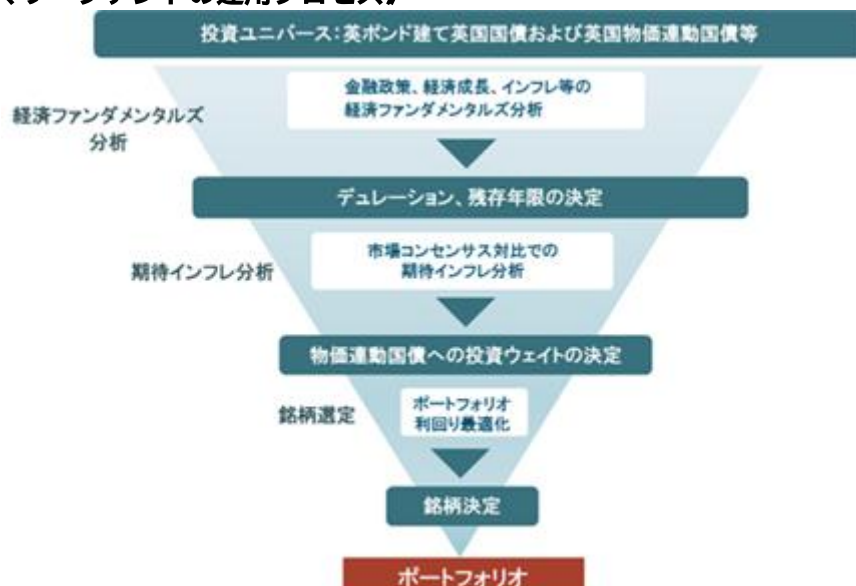 投資ユニバース：英ポンド建て英国国債および英国物価連動国債等
金融政策、経済成長、インフレ等の
経済ファンダメンタルズ分析
経済ファンダメンタルズ
分析
デュレーション、残存年限の決定
市場コンセンサス対比での
期待インフレ分析
期待インフレ分析
物価連動国債への投資ウェイトの決定
ポートフォリオ
利回り最適化
銘柄選定
銘柄決定
ポートフォリオ